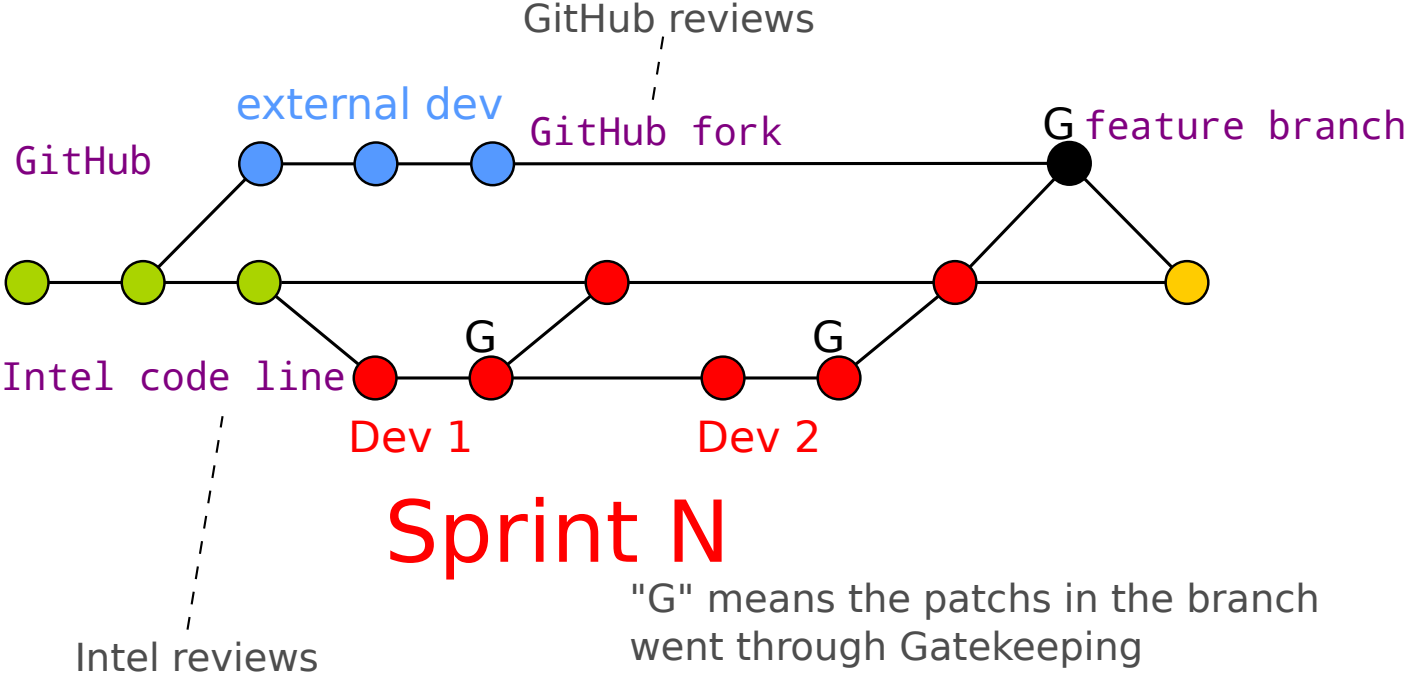 GitHub reviews
external dev
GitHub fork
G feature branch
GitHub
G
G
Intel code line
Dev 1
Dev 2
Sprint N
"G" means the patchs in the branch
went through Gatekeeping
Intel reviews